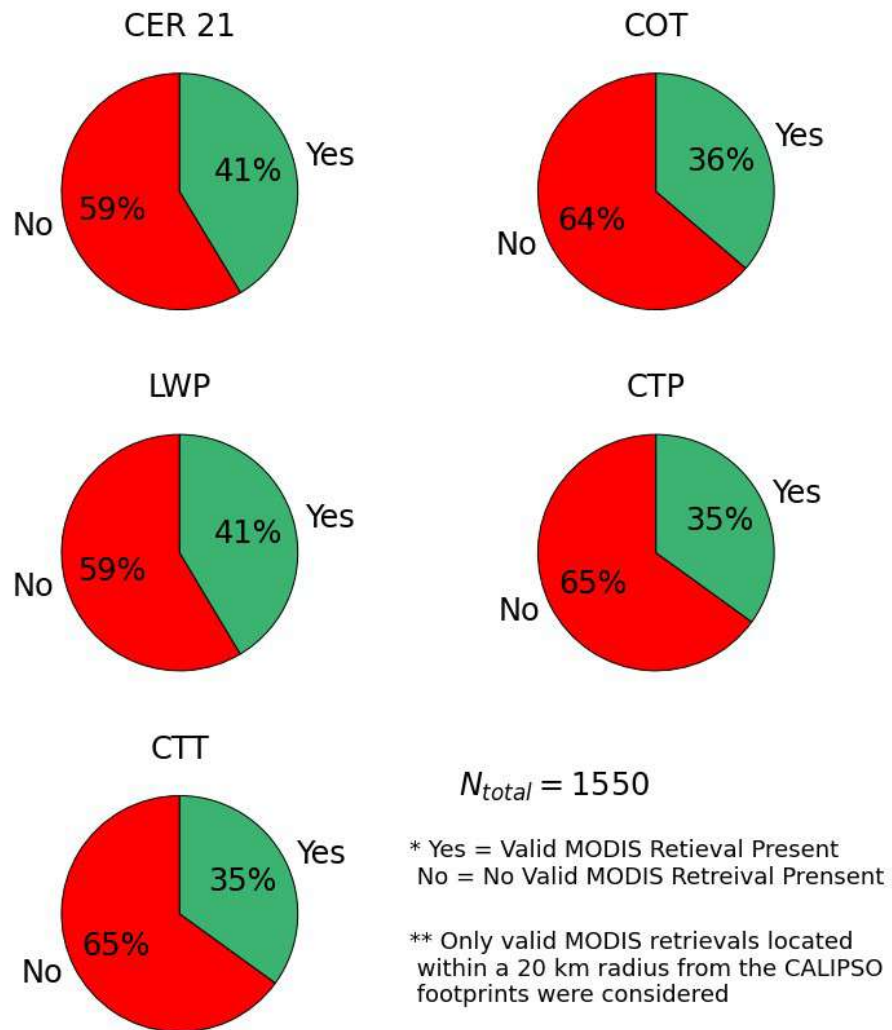 CER 21
Yes
41%
59%
No
COT
Yes
36%
64%
No
LWP
Yes
41%
59%
No
CTP
Yes
35%
65%
No
CTT
Yes
35%
65%
No
N_total = 1550
* Yes = Valid MODIS Retieval Present
No = No Valid MODIS Retreival Prensent
** Only valid MODIS retrievals located
within a 20 km radius from the CALIPSO
footprints were considered